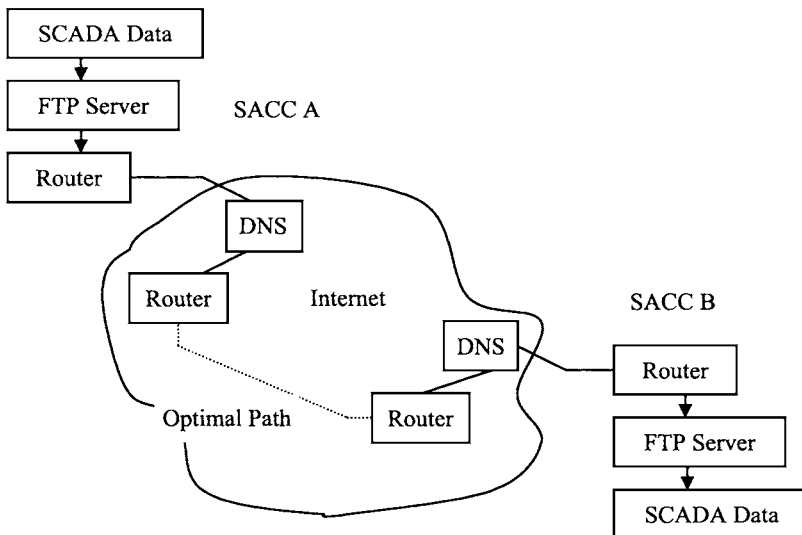 SCADA Data
FTP Server
SACC A
Router
DNS
Router
Internet
SACC B
DNS
Router
Optimal Path
Router
FTP Server
SCADA Data